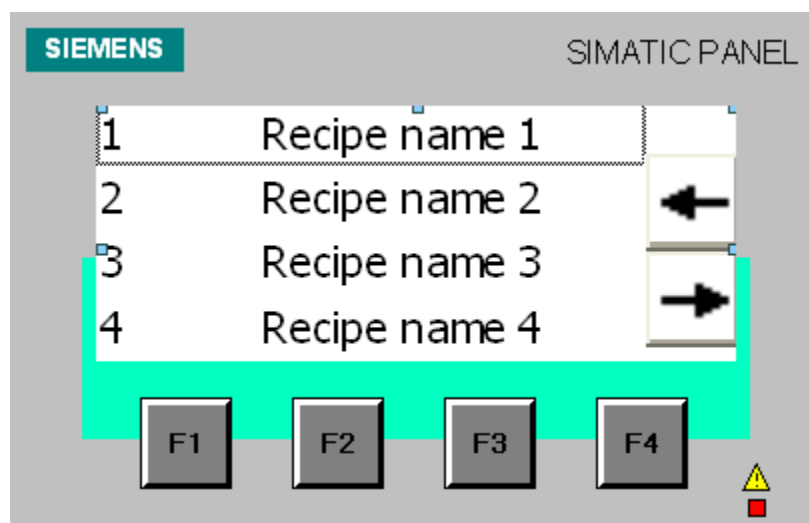 SIEMENS SIMATIC PANEL
1 Recipe name 1
2 Recipe name 2
3 Recipe name 3
4 Recipe name 4
F1 F2 F3 F4